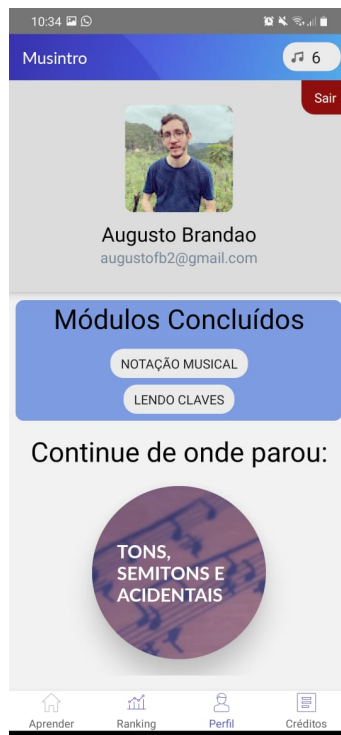 10:34
Musintro
6
Sair
Augusto Brandao
augustofb2@gmail.com
Módulos Concluídos
NOTAÇÃO MUSICAL
LENDO CLAVES
Continue de onde parou:
TONS,
SEMITONS E
ACIDENTAIS
Aprender Ranking Perfil Créditos